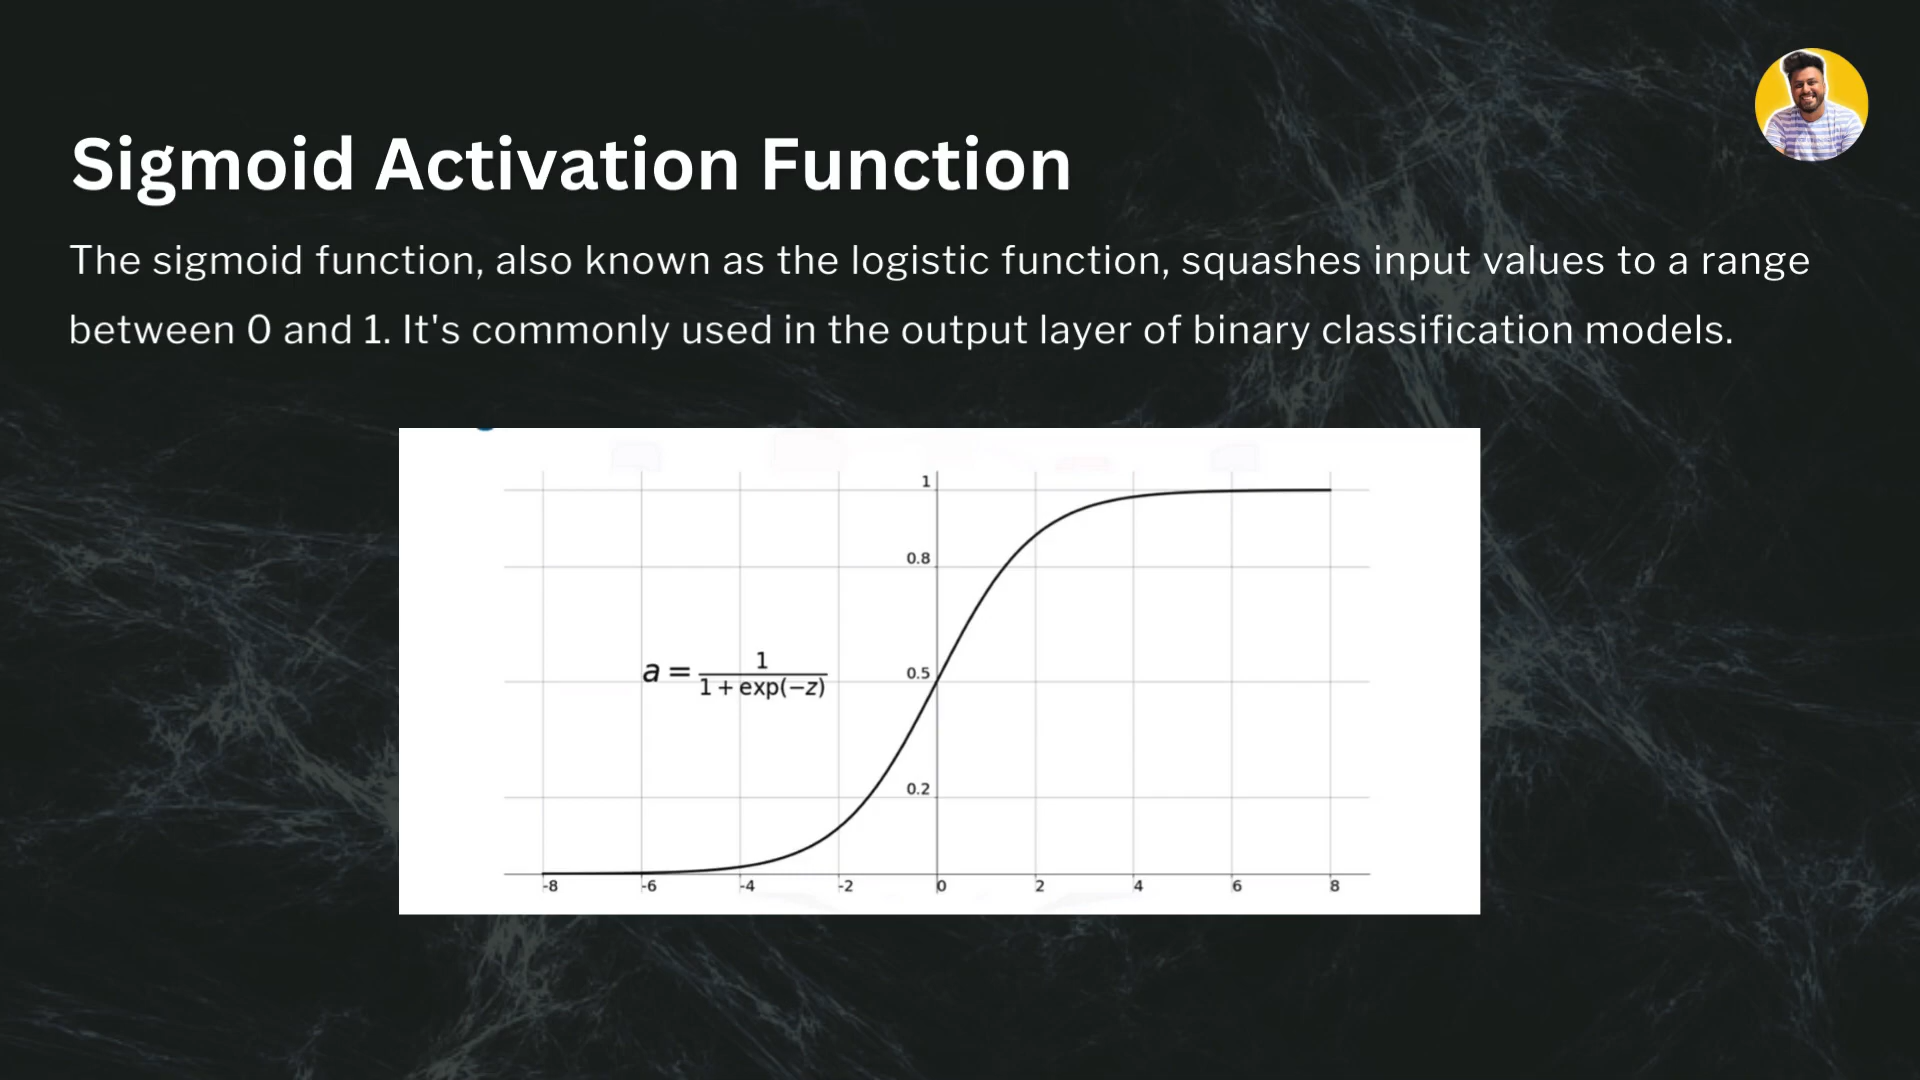 Sigmoid Activation Function
The sigmoid function, also known as the logistic function, squashes input values to a range
between 0 and 1. It's commonly used in the output layer of binary classification models.
1
0.8
a = 1 / 1 + exp(−z)
0.5
0.2
-8 -6 -4 -2 0 2 4 6 8